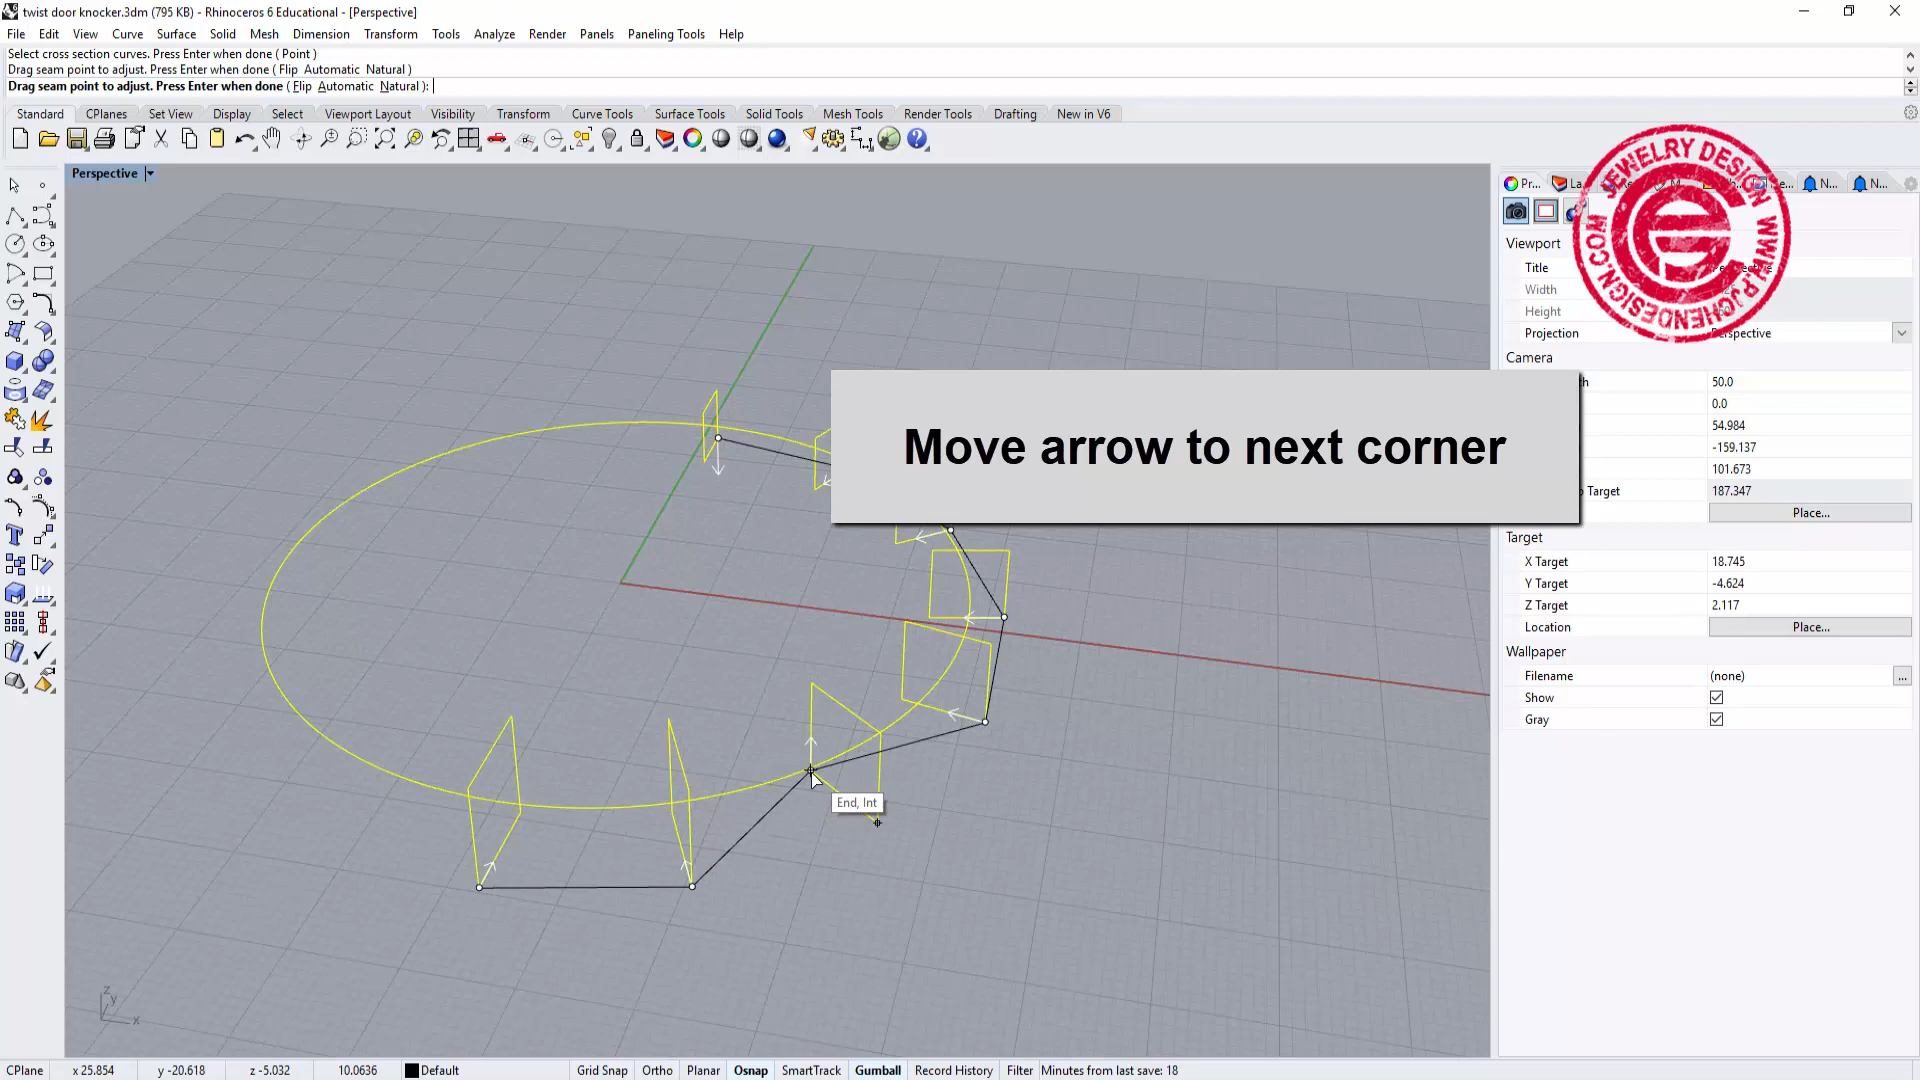 twist door knocker.3dm (795 KB) - Rhinoceros 6 Educational - [Perspective]
File Edit View Curve Surface Solid Mesh Dimension Transform Tools Analyze Render Panels Paneling Tools Help
Select cross section curves. Press Enter when done ( Point )
Drag seam point to adjust. Press Enter when done ( Flip Automatic Natural )
Drag seam point to adjust. Press Enter when done ( Flip Automatic Natural ):
Standard CPlanes Set View Display Select Viewport Layout Visibility Transform Curve Tools Surface Tools Solid Tools Mesh Tools Render Tools Drafting New in V6
Perspective
Pr... La... N... N...
JEWELRY DESIGN WWW.PJCHENDESIGN.COM
Viewport
Title
Width
Height
Projection Perspective
Camera
50.0
0.0
54.984
-159.137
101.673
Target 187.347
Place...
Target
X Target 18.745
Y Target -4.624
Z Target 2.117
Location Place...
Wallpaper
Filename (none) ...
Show
Gray
Move arrow to next corner
End, Int
z
y
x
CPlane x 25.854 y -20.618 z -5.032 10.0636 Default Grid Snap Ortho Planar Osnap SmartTrack Gumball Record History Filter Minutes from last save: 18